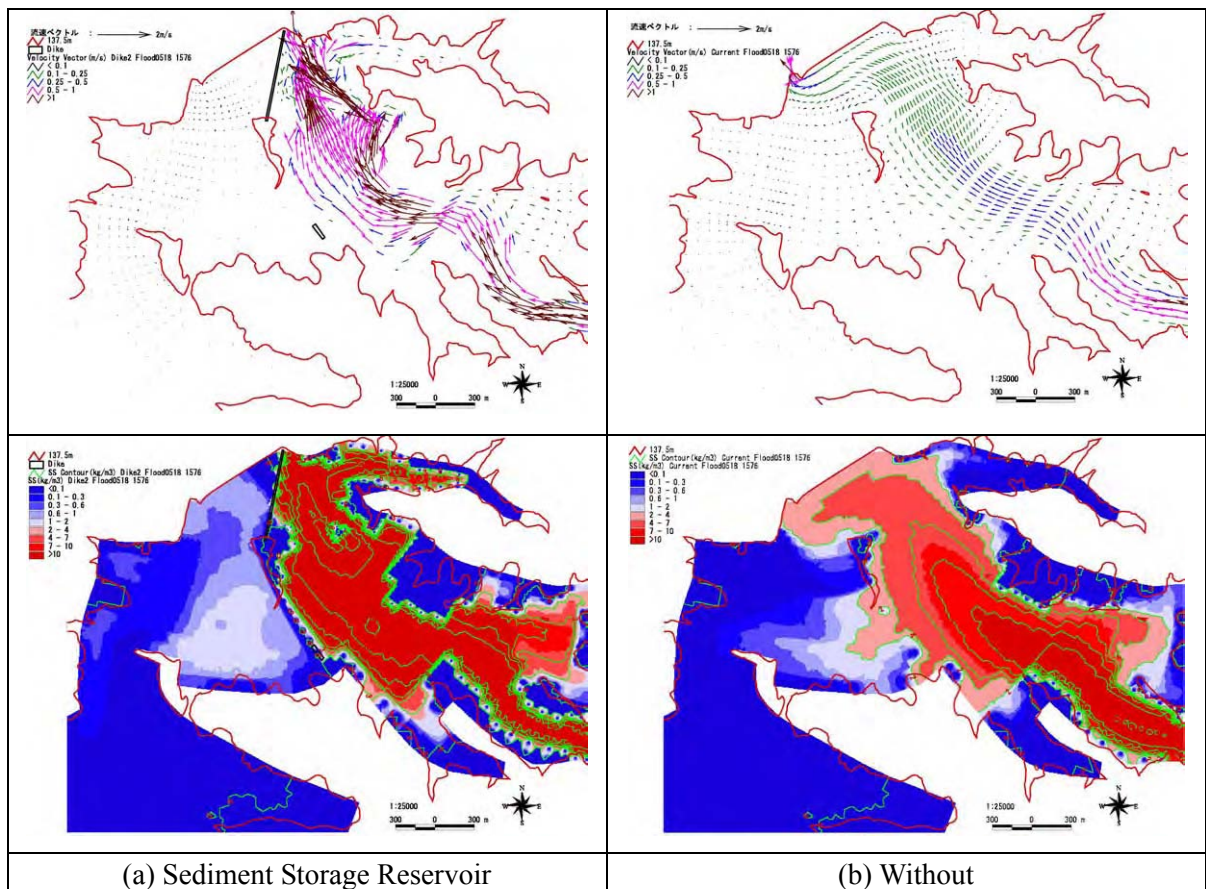 流速ベクトル : 2m/s
137.5m
Dike
Velocity Vector(m/s) Dike2 Flood0518 1576
< 0.1
0.1 - 0.25
0.25 - 0.5
0.5 - 1
>1
1:25000
300 0 300 m
N
W E
S
流速ベクトル : 2m/s
137.5m
Velocity Vector(m/s) Current Flood0518 1576
< 0.1
0.1 - 0.25
0.25 - 0.5
0.5 - 1
>1
1:25000
300 0 300 m
N
W E
S
137.5m
Dike
SS Contour(kg/m3) Dike2 Flood0518 1576
SS(kg/m3) Dike2 Flood0518 1576
<0.1
0.1 - 0.3
0.3 - 0.6
0.6 - 1
1 - 2
2 - 4
4 - 7
7 - 10
>10
1:25000
300 0 300 m
N
W E
S
137.5m
SS Contour(kg/m3) Current Flood0518 1576
SS(kg/m3) Current Flood0518 1576
<0.1
0.1 - 0.3
0.3 - 0.6
0.6 - 1
1 - 2
2 - 4
4 - 7
7 - 10
>10
1:25000
300 0 300 m
N
W E
S
(a) Sediment Storage Reservoir
(b) Without